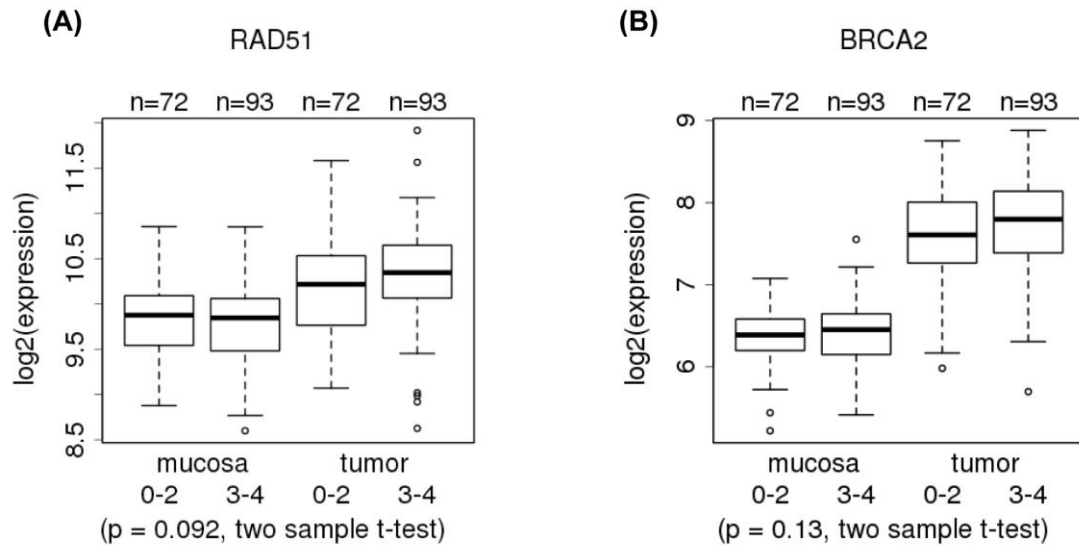 (A)
RAD51
n=72 n=93 n=72 n=93
log2(expression)
11.5
10.5
9.5
8.5
mucosa tumor
0-2 3-4 0-2 3-4
(p = 0.092, two sample t-test)
(B)
BRCA2
n=72 n=93 n=72 n=93
log2(expression)
9
8
7
6
mucosa tumor
0-2 3-4 0-2 3-4
(p = 0.13, two sample t-test)